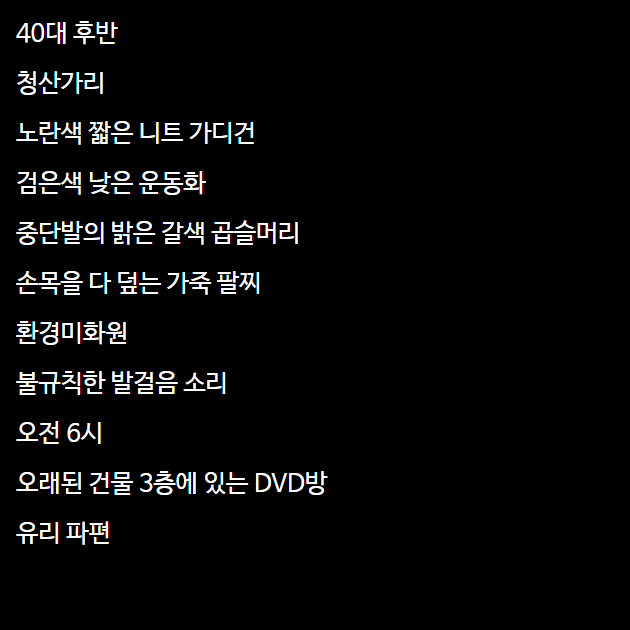 40대 후반
청산가리
노란색 짧은 니트 가디건
검은색 낮은 운동화
중단발의 밝은 갈색 곱슬머리
손목을 다 덮는 가죽 팔찌
환경미화원
불규칙한 발걸음 소리
오전 6시
오래된 건물 3층에 있는 DVD방
유리 파편